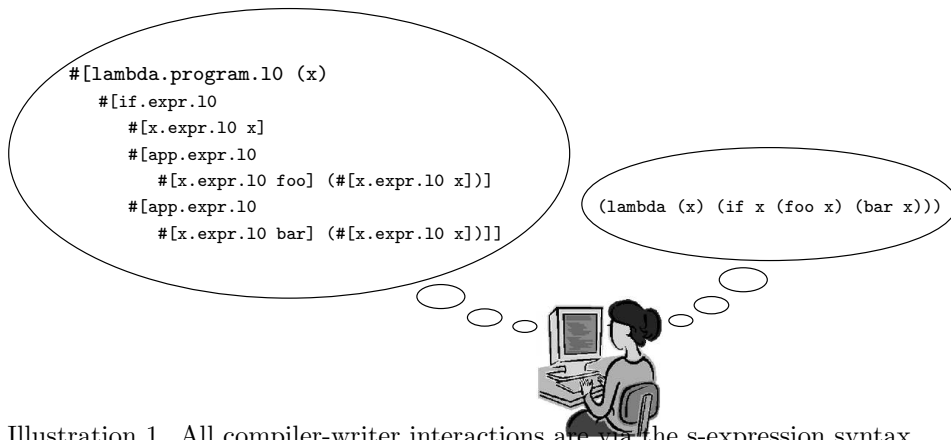 #[lambda.program.l0 (x)
#[if.expr.l0
#[x.expr.l0 x]
#[app.expr.l0
#[x.expr.l0 foo] (#[x.expr.l0 x])]
#[app.expr.l0
#[x.expr.l0 bar] (#[x.expr.l0 x])]]
(lambda (x) (if x (foo x) (bar x)))
Illustration 1. All compiler-writer interactions are via the s-expression syntax